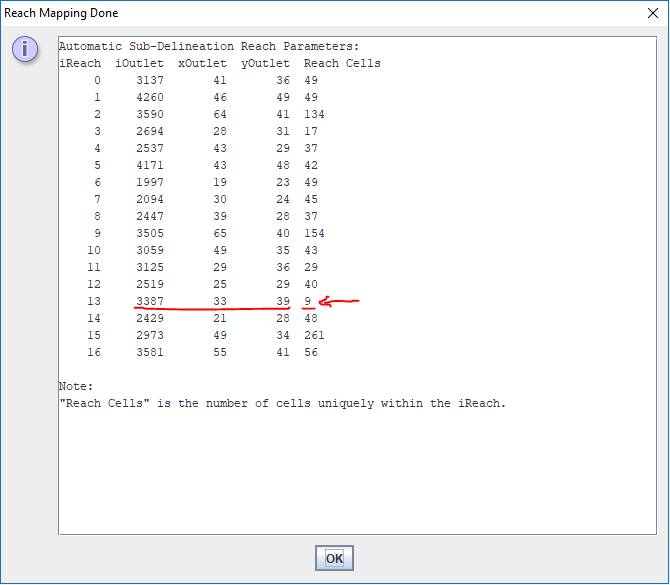 Reach Mapping Done
Automatic Sub-Delineation Reach Parameters:
iReach iOutlet xOutlet yOutlet Reach Cells
0 3137 41 36 49
1 4260 46 49 49
2 3590 64 41 134
3 2694 28 31 17
4 2537 43 29 37
5 4171 43 48 42
6 1997 19 23 49
7 2094 30 24 45
8 2447 39 28 37
9 3505 65 40 154
10 3059 49 35 43
11 3125 29 36 29
12 2519 25 29 40
13 3387 33 39 9
14 2429 21 28 48
15 2973 49 34 261
16 3581 55 41 56
Note:
"Reach Cells" is the number of cells uniquely within the iReach.
OK